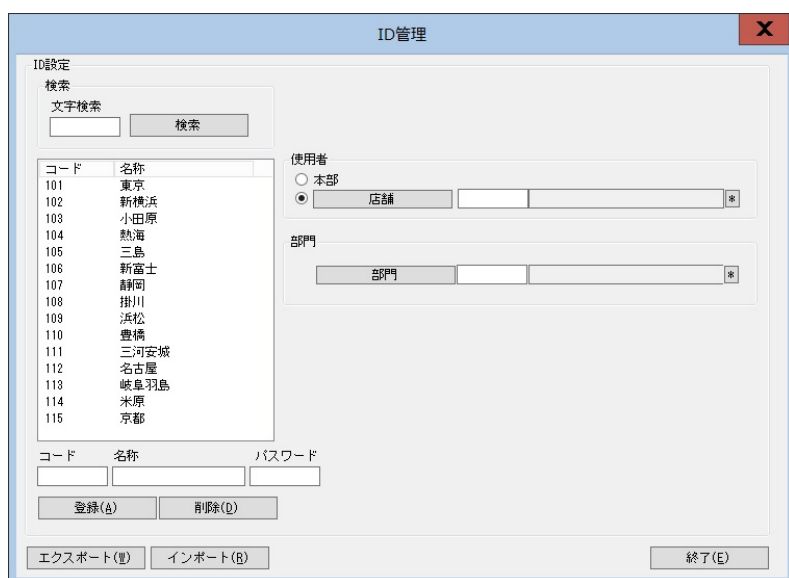 ID管理
X
ID設定
検索
文字検索
検索
コード 名称
101 東京
102 新横浜
103 小田原
104 熱海
105 三島
106 新富士
107 静岡
108 掛川
109 浜松
110 豊橋
111 三河安城
112 名古屋
113 岐阜羽島
114 米原
115 京都
使用者
本部
店舗 *
部門
部門 *
コード 名称 パスワード
登録(A) 削除(D)
エクスポート(W) インポート(R) 終了(E)